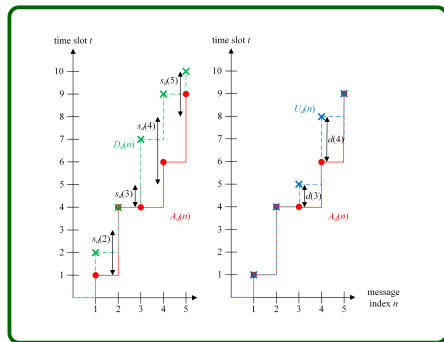 time slot t
time slot t
10
9
8
7
6
5
4
3
2
1
s_d(5)
s_d(4)
D_d(n)
s_d(3)
A_d(n)
s_d(2)
1 2 3 4 5
10
9
8
7
6
5
4
3
2
1
U_d(n)
d(4)
d(3)
A_d(n)
1 2 3 4 5
message
index n